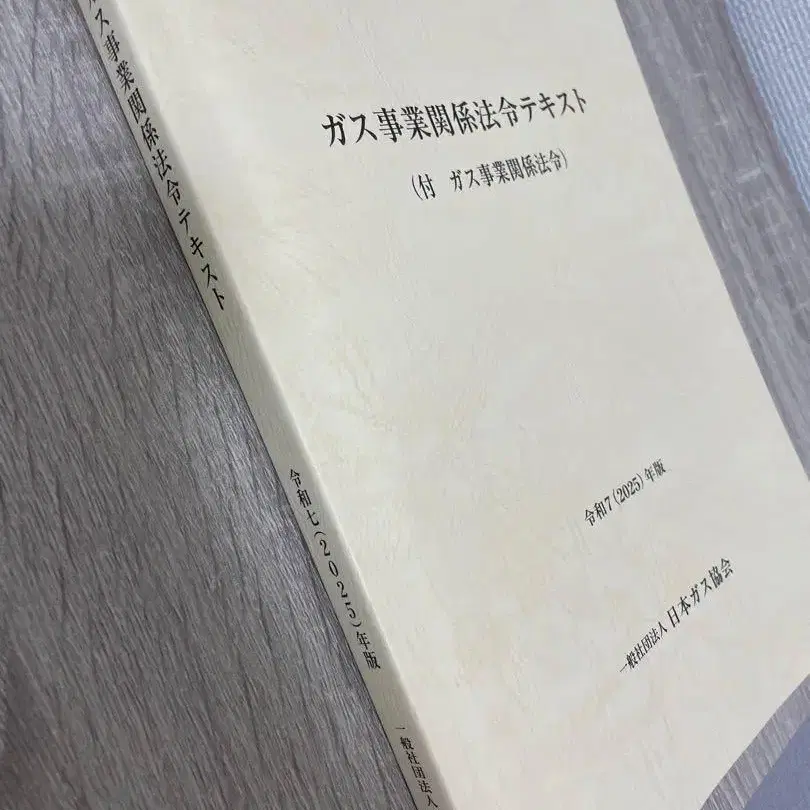 ガス事業関係法令テキスト
(付 ガス事業関係法令)
令和7(2025)年版
一般社団法人 日本ガス協会
ガス事業関係法令テキスト
令和七(2025)年版
一般社団法人